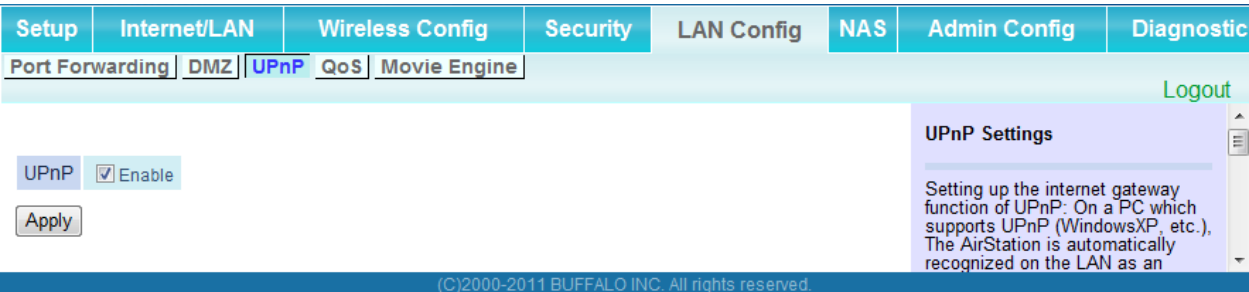 Setup Internet/LAN Wireless Config Security LAN Config NAS Admin Config Diagnostic
Port Forwarding DMZ UPnP QoS Movie Engine
Logout
UPnP Enable
Apply
UPnP Settings
Setting up the internet gateway
function of UPnP: On a PC which
supports UPnP (WindowsXP, etc.),
The AirStation is automatically
recognized on the LAN as an
(C)2000-2011 BUFFALO INC. All rights reserved.